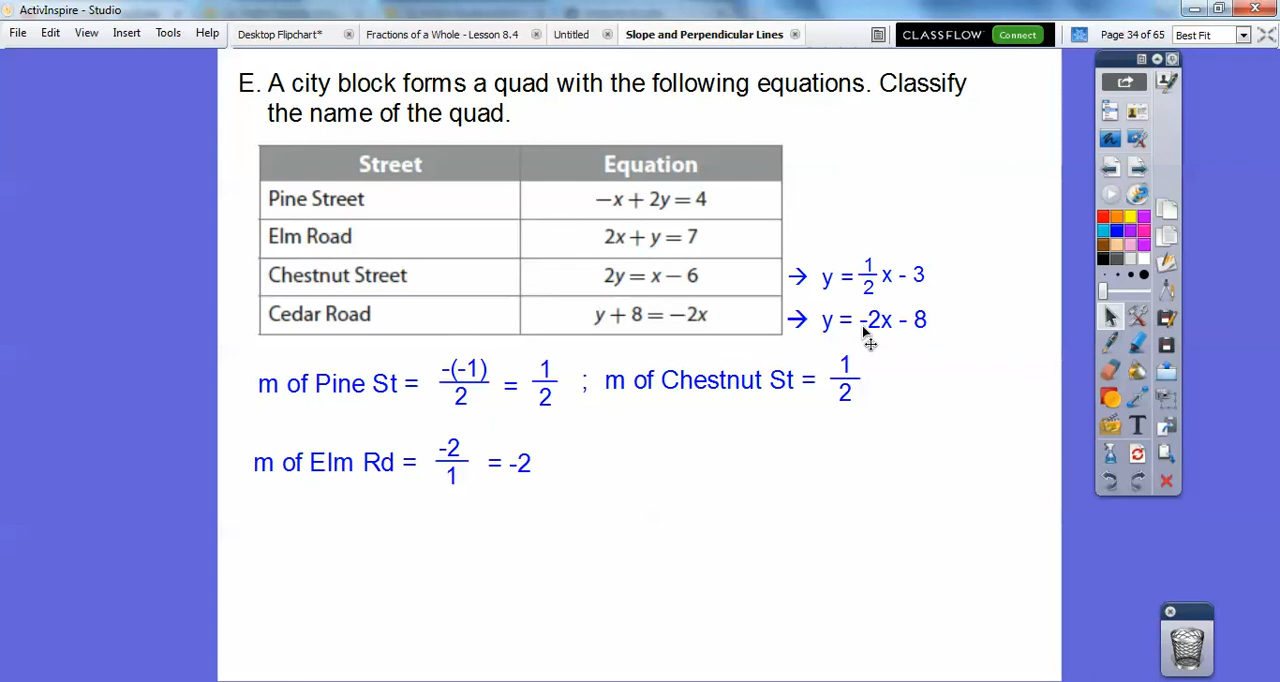 ActivInspire - Studio
File Edit View Insert Tools Help Desktop Flipchart* Fractions of a Whole - Lesson 8.4 Untitled Slope and Perpendicular Lines CLASSFLOW Connect Page 34 of 65 Best Fit
E. A city block forms a quad with the following equations. Classify
the name of the quad.
Street Equation
Pine Street −x + 2y = 4
Elm Road 2x + y = 7
Chestnut Street 2y = x − 6 → y = 1/2 x - 3
Cedar Road y + 8 = −2x → y = -2x - 8
m of Pine St = -(-1)/2 = 1/2 ; m of Chestnut St = 1/2
m of Elm Rd = -2/1 = -2
T